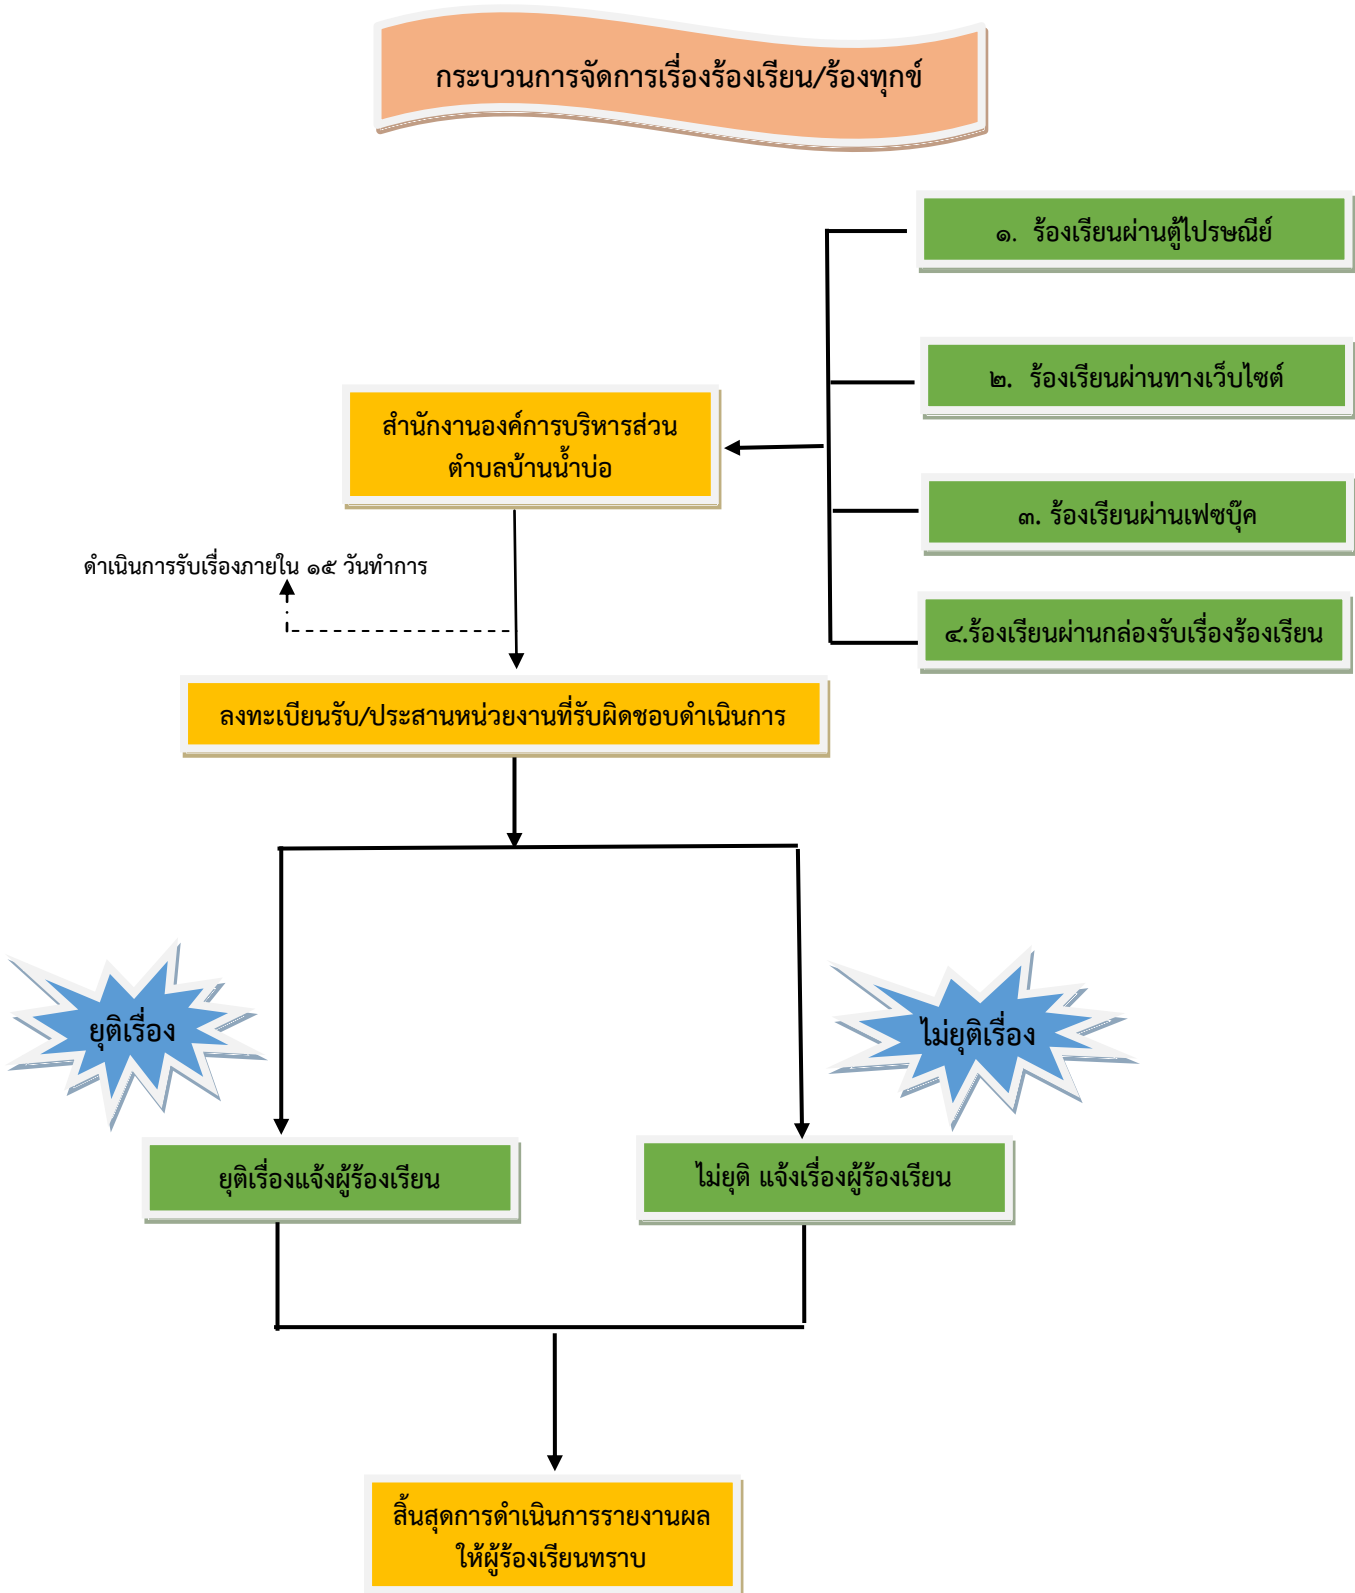 กระบวนการจัดการเรื่องร้องเรียน/ร้องทุกข์
๑. ร้องเรียนผ่านตู้ไปรษณีย์
๒. ร้องเรียนผ่านทางเว็บไซต์
สำนักงานองค์การบริหารส่วน
ตำบลบ้านน้ำบ่อ
๓. ร้องเรียนผ่านเฟซบุ๊ค
ดำเนินการรับเรื่องภายใน ๑๕ วันทำการ
๔.ร้องเรียนผ่านกล่องรับเรื่องร้องเรียน
ลงทะเบียนรับ/ประสานหน่วยงานที่รับผิดชอบดำเนินการ
ยุติเรื่อง
ไม่ยุติเรื่อง
ยุติเรื่องแจ้งผู้ร้องเรียน
ไม่ยุติ แจ้งเรื่องผู้ร้องเรียน
สิ้นสุดการดำเนินการรายงานผล
ให้ผู้ร้องเรียนทราบ